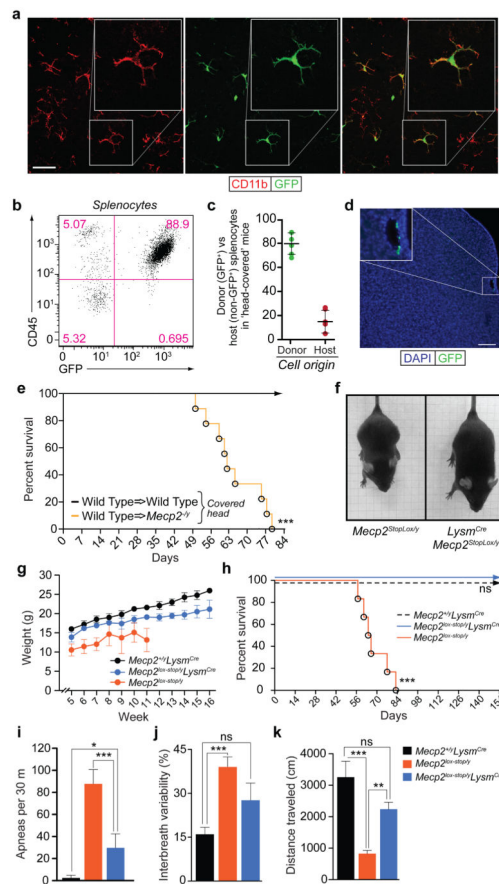 a
CD11b GFP
b
Splenocytes
5.07 88.9
10³
10²
10¹
0
5.32 0.695
0 10¹ 10² 10³
CD45
GFP
c
Donor (GFP⁺) vs
host (non-GFP⁺) splenocytes
in 'head-covered' mice
100
80
60
40
20
0
Donor Host
Cell origin
d
DAPI GFP
e
Percent survival
100
80
60
40
20
0
Wild Type⇒Wild Type
Wild Type⇒Mecp2⁻/y
Covered
head
***
0 7 14 21 28 35 42 49 56 63 70 77 84
Days
f
Mecp2StopLox/y
LysmCre
Mecp2StopLox/y
g
Weight (g)
30
25
20
15
10
5
0
Mecp2+/yLysmCre
Mecp2lox-stop/yLysmCre
Mecp2lox-stop/y
5 6 7 8 9 10 11 12 13 14 15 16
Week
h
Percent survival
100
80
60
40
20
0
ns
Mecp2+/yLysmCre
Mecp2lox-stop/yLysmCre
Mecp2lox-stop/y
***
0 14 28 42 56 70 84 98 112 126 140
Days
i
Apneas per 30 m
120
100
80
60
40
20
0
*
***
j
Interbreath variability (%)
45
30
15
0
ns
***
k
Distance traveled (cm)
4000
3000
2000
1000
0
ns
***
**
Mecp2+/yLysmCre
Mecp2lox-stop/y
Mecp2lox-stop/yLysmCre